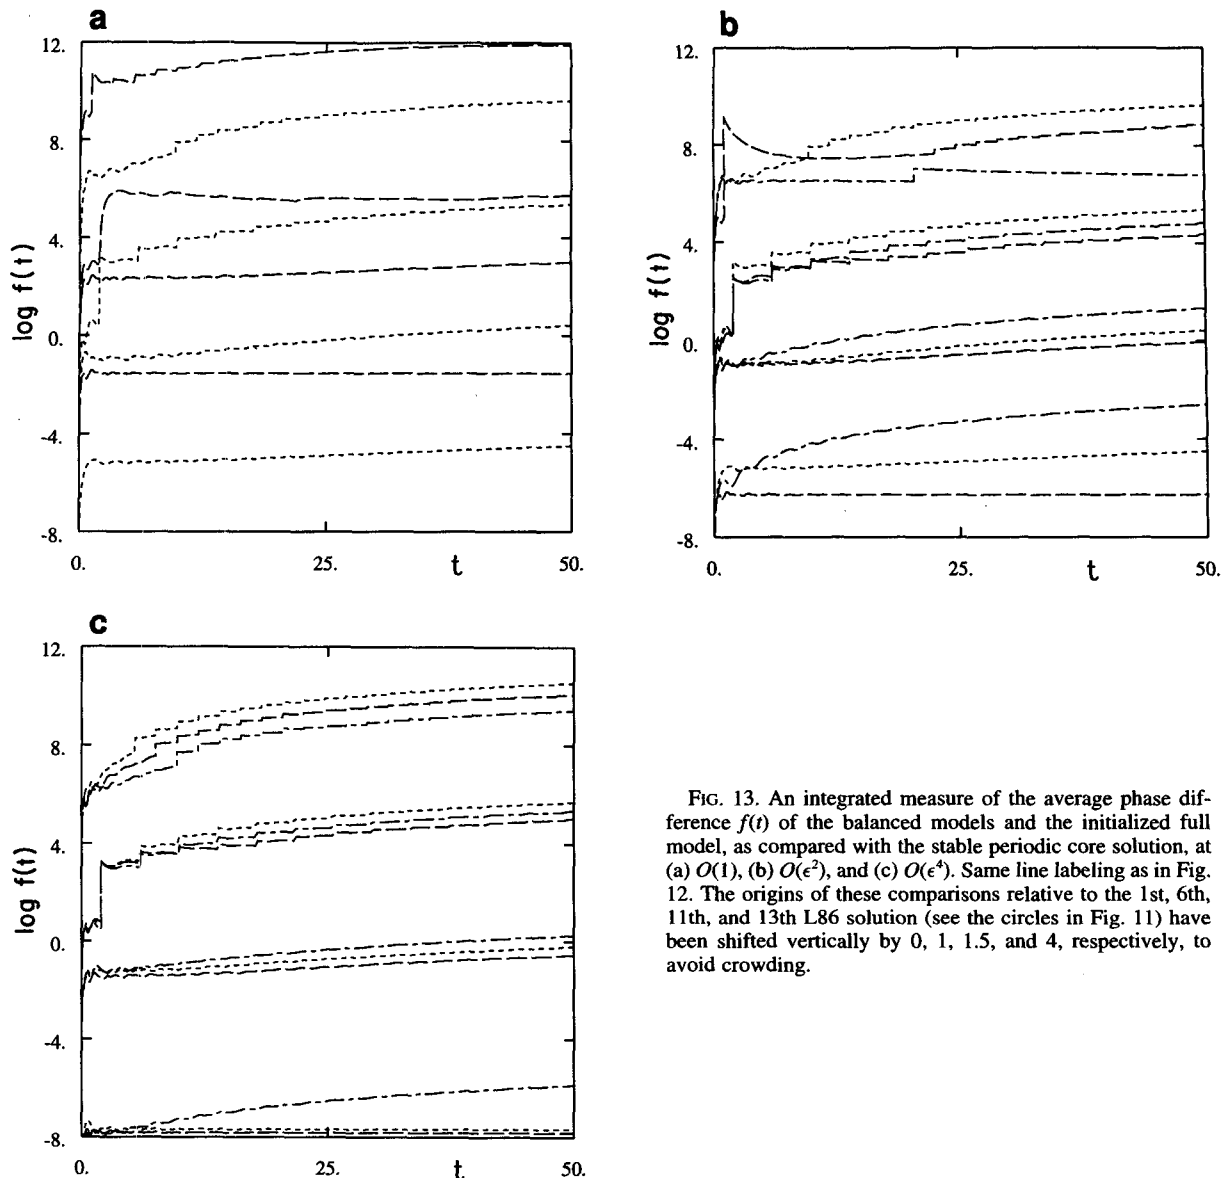 a
12.
8.
4.
0.
-4.
-8.
log f(t)
0.
25.
t
50.
b
12.
8.
4.
0.
-4.
-8.
log f(t)
0.
25.
t
50.
c
12.
8.
4.
0.
-4.
-8.
log f(t)
0.
25.
t.
50.
FIG. 13. An integrated measure of the average phase dif-
ference f(t) of the balanced models and the initialized full
model, as compared with the stable periodic core solution, at
(a) O(1), (b) O(ϵ²), and (c) O(ϵ⁴). Same line labeling as in Fig.
12. The origins of these comparisons relative to the 1st, 6th,
11th, and 13th L86 solution (see the circles in Fig. 11) have
been shifted vertically by 0, 1, 1.5, and 4, respectively, to
avoid crowding.